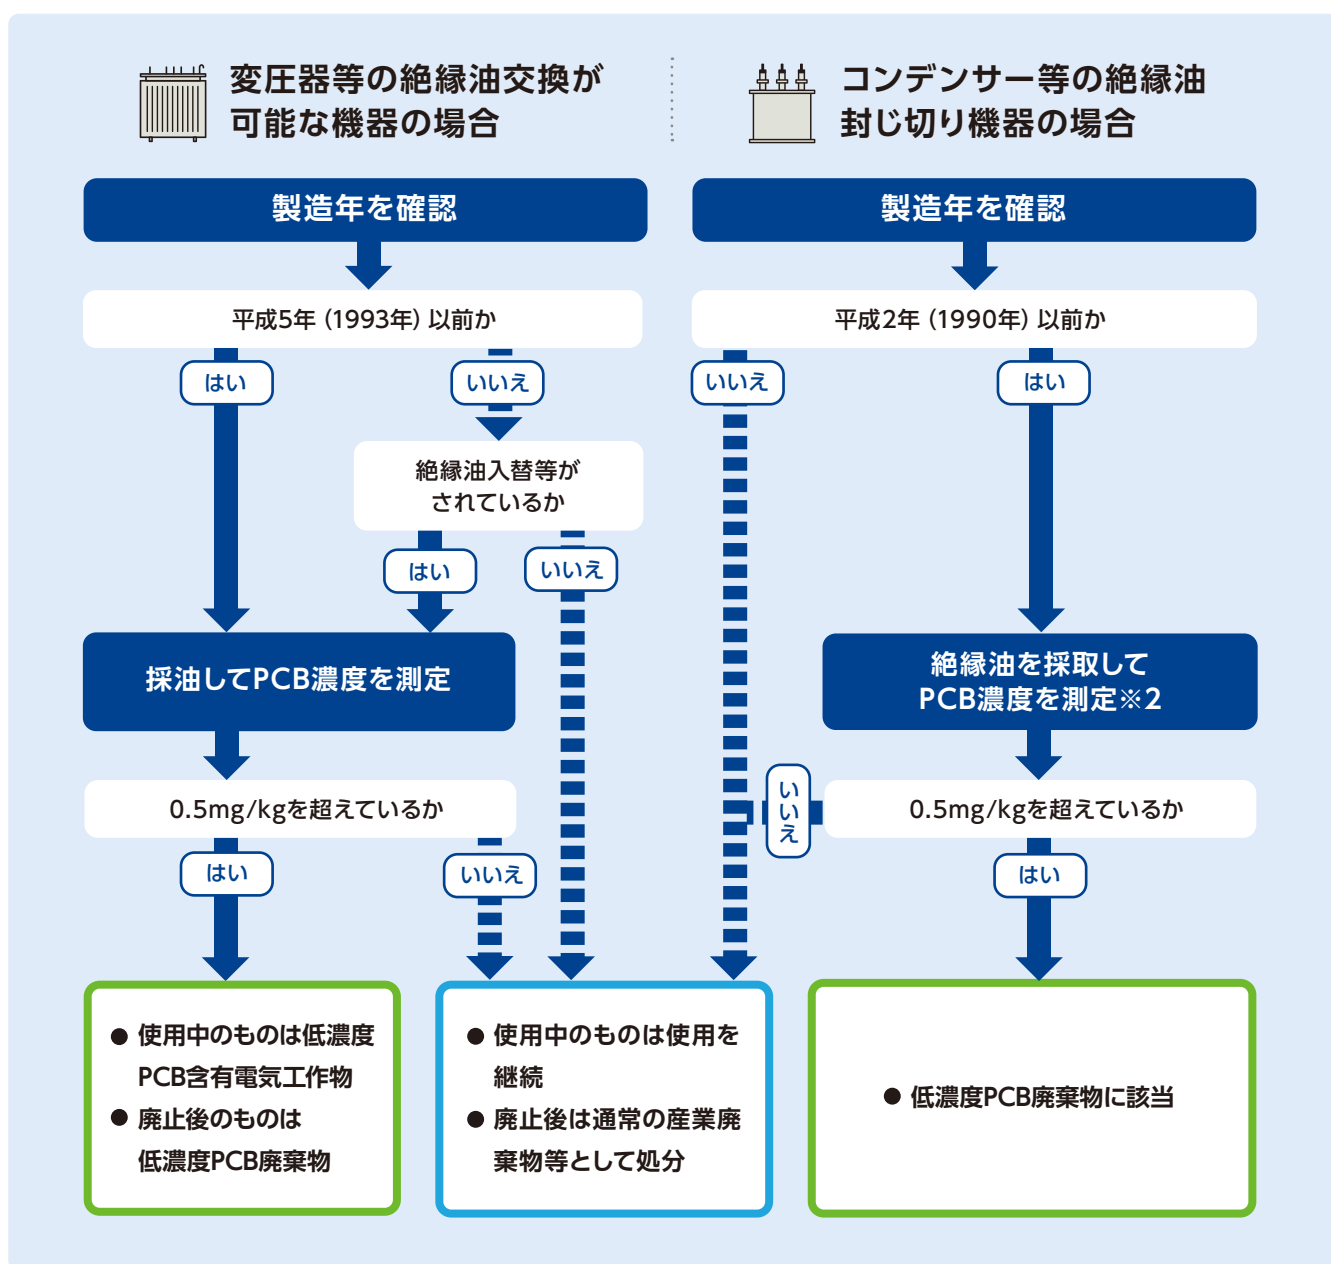 変圧器等の絶縁油交換が
可能な機器の場合
コンデンサー等の絶縁油
封じ切り機器の場合
製造年を確認
製造年を確認
平成5年（1993年）以前か
平成2年（1990年）以前か
はい
いいえ
いいえ
はい
絶縁油入替等が
されているか
はい
いいえ
採油してPCB濃度を測定
絶縁油を採取して
PCB濃度を測定※2
0.5mg/kgを超えているか
いいえ
0.5mg/kgを超えているか
はい
いいえ
はい
● 使用中のものは低濃度
PCB含有電気工作物
● 廃止後のものは
低濃度PCB廃棄物
● 使用中のものは使用を
継続
● 廃止後は通常の産業廃
棄物等として処分
● 低濃度PCB廃棄物に該当